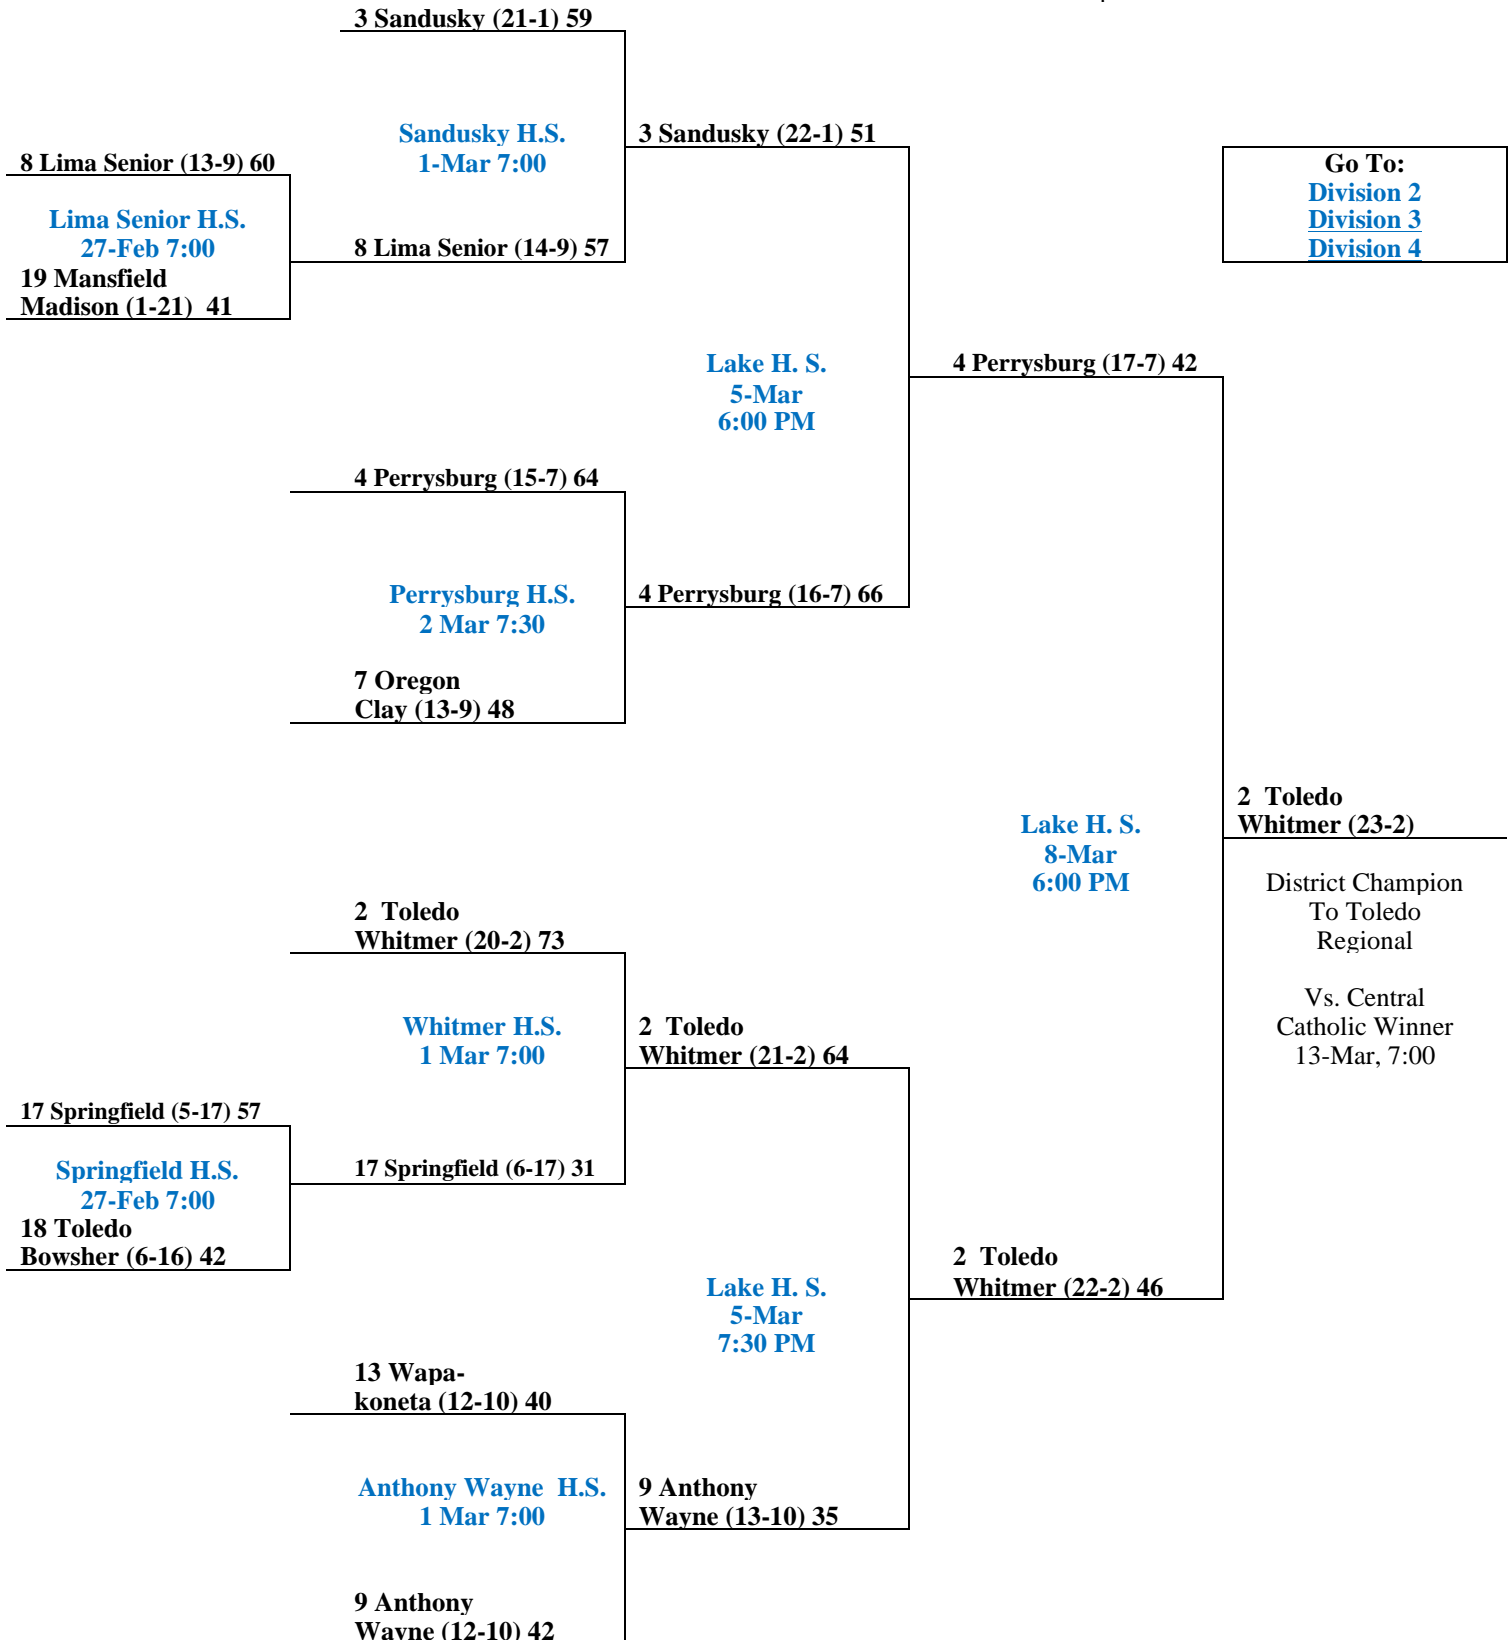 3 Sandusky (21-1) 59
Sandusky H.S.
1-Mar 7:00
3 Sandusky (22-1) 51
8 Lima Senior (13-9) 60
Go To:
Division 2
Division 3
Division 4
Lima Senior H.S.
27-Feb 7:00
8 Lima Senior (14-9) 57
19 Mansfield
Madison (1-21)  41
Lake H. S.
5-Mar
6:00 PM
4 Perrysburg (17-7) 42
4 Perrysburg (15-7) 64
Perrysburg H.S.
2 Mar 7:30
4 Perrysburg (16-7) 66
7 Oregon
Clay (13-9) 48
Lake H. S.
8-Mar
6:00 PM
2  Toledo
Whitmer (23-2)
District Champion
To Toledo
Regional
Vs. Central
Catholic Winner
13-Mar, 7:00
2  Toledo
Whitmer (20-2) 73
Whitmer H.S.
1 Mar 7:00
2  Toledo
Whitmer (21-2) 64
17 Springfield (5-17) 57
Springfield H.S.
27-Feb 7:00
17 Springfield (6-17) 31
18 Toledo
Bowsher (6-16) 42
Lake H. S.
5-Mar
7:30 PM
2  Toledo
Whitmer (22-2) 46
13 Wapa-
koneta (12-10) 40
Anthony Wayne  H.S.
1 Mar 7:00
9 Anthony
Wayne (13-10) 35
9 Anthony
Wayne (12-10) 42